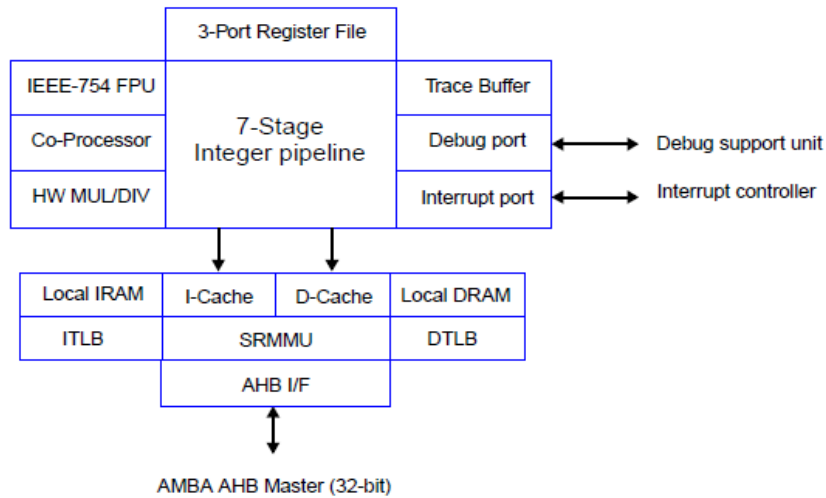 3-Port Register File
IEEE-754 FPU
Trace Buffer
7-Stage
Integer pipeline
Co-Processor
Debug port
Debug support unit
HW MUL/DIV
Interrupt port
Interrupt controller
Local IRAM
I-Cache
D-Cache
Local DRAM
ITLB
SRMMU
DTLB
AHB I/F
AMBA AHB Master (32-bit)